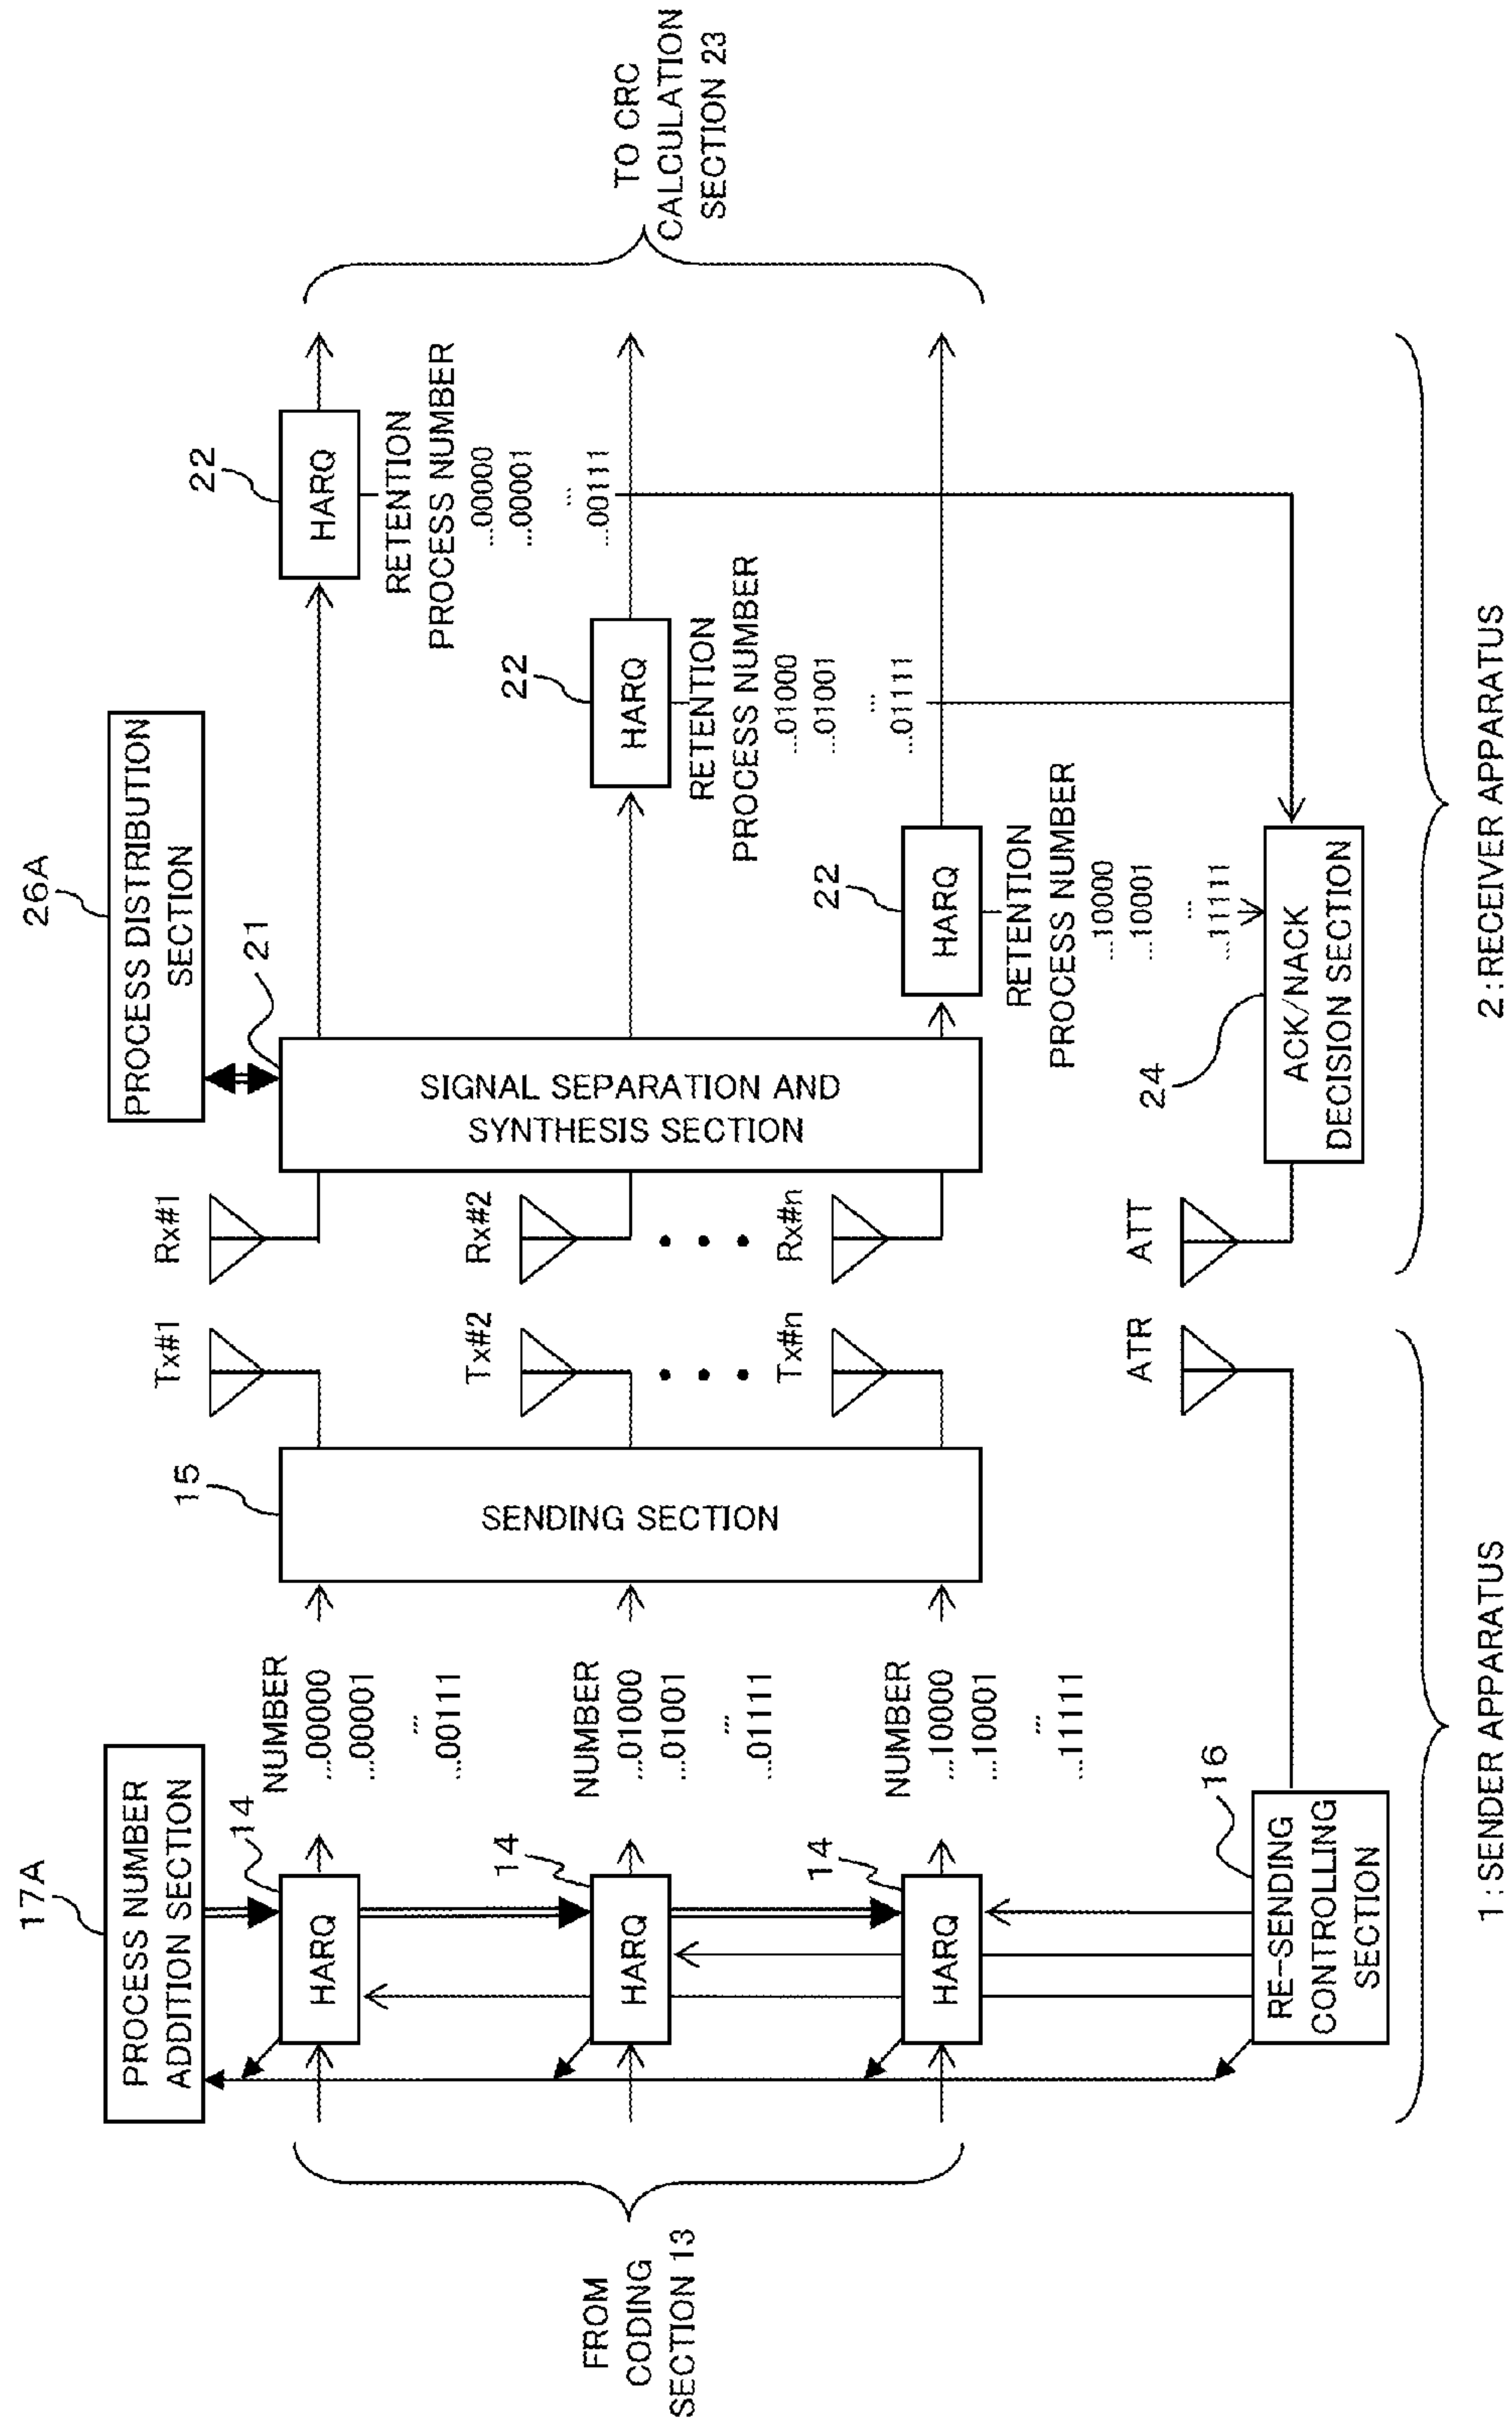 17A
PROCESS NUMBER
ADDITION SECTION
FROM
CODING
SECTION 13
14
HARQ
NUMBER
...00000
...00001
...
...00111
14
HARQ
NUMBER
...01000
...01001
...
...01111
14
HARQ
NUMBER
...10000
...10001
...
...11111
16
RE-SENDING
CONTROLLING
SECTION
15
SENDING SECTION
Tx#1
Tx#2
Tx#n
ATR
1:SENDER APPARATUS
Rx#1
Rx#2
Rx#n
ATT
26A
PROCESS DISTRIBUTION
SECTION
21
SIGNAL SEPARATION AND
SYNTHESIS SECTION
22
HARQ
RETENTION
PROCESS NUMBER
...00000
...00001
...
...00111
22
HARQ
RETENTION
PROCESS NUMBER
...01000
...01001
...
...01111
22
HARQ
RETENTION
PROCESS NUMBER
...10000
...10001
...
...11111
24
ACK/NACK
DECISION SECTION
TO CRC
CALCULATION
SECTION 23
2:RECEIVER APPARATUS